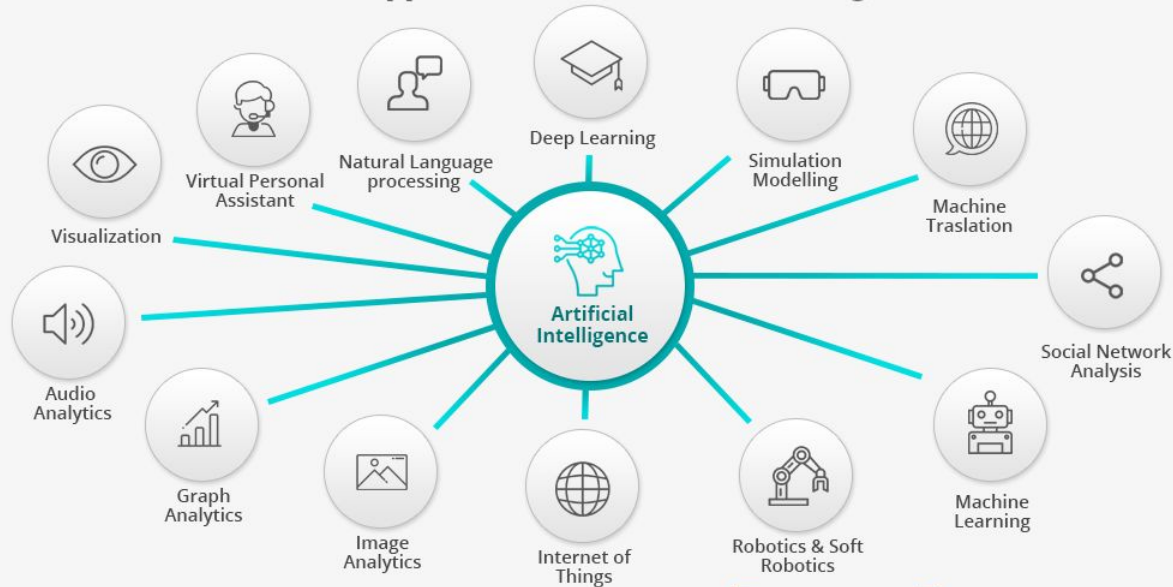 Deep Learning
Natural Language
processing
Simulation
Modelling
Virtual Personal
Assistant
Machine
Traslation
Visualization
Artificial
Intelligence
Social Network
Analysis
Audio
Analytics
Graph
Analytics
Machine
Learning
Image
Analytics
Internet of
Things
Robotics & Soft
Robotics